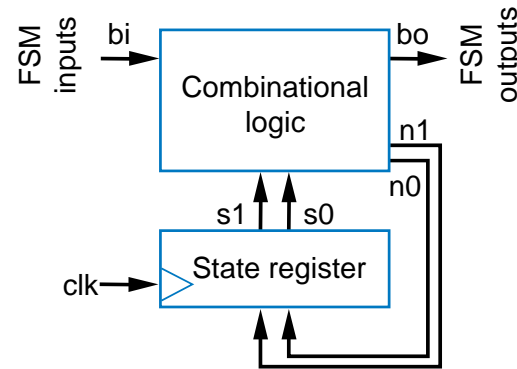 FSM
inputs
bi
bo
FSM
outputs
Combinational
logic
n1
n0
s1
s0
State register
clk